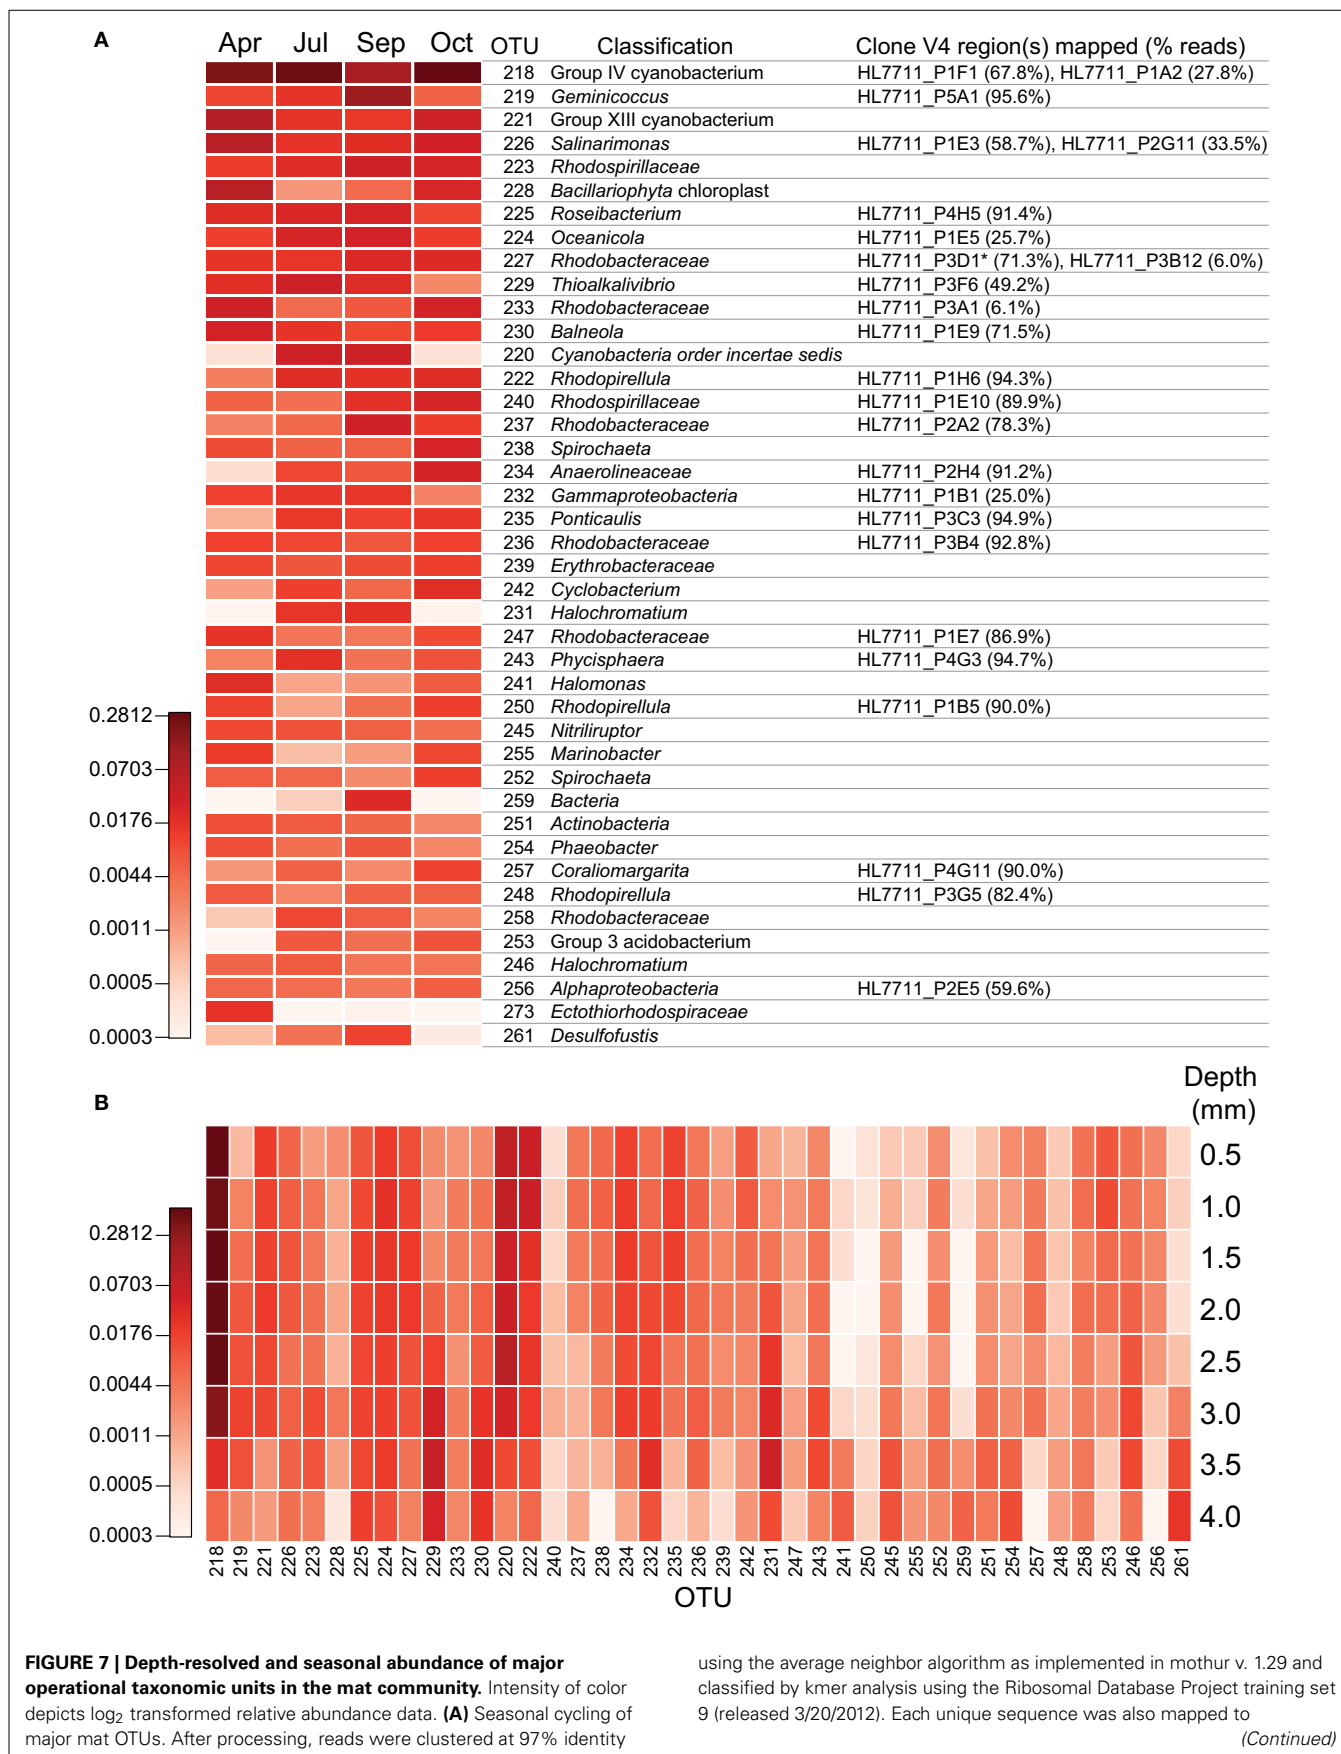 A
Apr Jul Sep Oct OTU Classification Clone V4 region(s) mapped (% reads)
218 Group IV cyanobacterium HL7711_P1F1 (67.8%), HL7711_P1A2 (27.8%)
219 Geminicoccus HL7711_P5A1 (95.6%)
221 Group XIII cyanobacterium
226 Salinarimonas HL7711_P1E3 (58.7%), HL7711_P2G11 (33.5%)
223 Rhodospirillaceae
228 Bacillariophyta chloroplast
225 Roseibacterium HL7711_P4H5 (91.4%)
224 Oceanicola HL7711_P1E5 (25.7%)
227 Rhodobacteraceae HL7711_P3D1* (71.3%), HL7711_P3B12 (6.0%)
229 Thioalkalivibrio HL7711_P3F6 (49.2%)
233 Rhodobacteraceae HL7711_P3A1 (6.1%)
230 Balneola HL7711_P1E9 (71.5%)
220 Cyanobacteria order incertae sedis
222 Rhodopirellula HL7711_P1H6 (94.3%)
240 Rhodospirillaceae HL7711_P1E10 (89.9%)
237 Rhodobacteraceae HL7711_P2A2 (78.3%)
238 Spirochaeta
234 Anaerolineaceae HL7711_P2H4 (91.2%)
232 Gammaproteobacteria HL7711_P1B1 (25.0%)
235 Ponticaulis HL7711_P3C3 (94.9%)
236 Rhodobacteraceae HL7711_P3B4 (92.8%)
239 Erythrobacteraceae
242 Cyclobacterium
231 Halochromatium
247 Rhodobacteraceae HL7711_P1E7 (86.9%)
243 Phycisphaera HL7711_P4G3 (94.7%)
241 Halomonas
250 Rhodopirellula HL7711_P1B5 (90.0%)
245 Nitriliruptor
255 Marinobacter
252 Spirochaeta
259 Bacteria
251 Actinobacteria
254 Phaeobacter
257 Coraliomargarita HL7711_P4G11 (90.0%)
248 Rhodopirellula HL7711_P3G5 (82.4%)
258 Rhodobacteraceae
253 Group 3 acidobacterium
246 Halochromatium
256 Alphaproteobacteria HL7711_P2E5 (59.6%)
273 Ectothiorhodospiraceae
261 Desulfofustis
0.2812
0.0703
0.0176
0.0044
0.0011
0.0005
0.0003
B
Depth
(mm)
0.5
1.0
1.5
2.0
2.5
3.0
3.5
4.0
0.2812
0.0703
0.0176
0.0044
0.0011
0.0005
0.0003
218 219 221 226 223 228 225 224 227 229 233 230 220 222 240 237 238 234 232 235 236 239 242 231 247 243 241 250 245 255 252 259 251 254 257 248 258 253 246 256 261
OTU
FIGURE 7 | Depth-resolved and seasonal abundance of major
operational taxonomic units in the mat community. Intensity of color
depicts log2 transformed relative abundance data. (A) Seasonal cycling of
major mat OTUs. After processing, reads were clustered at 97% identity
using the average neighbor algorithm as implemented in mothur v. 1.29 and
classified by kmer analysis using the Ribosomal Database Project training set
9 (released 3/20/2012). Each unique sequence was also mapped to
(Continued)